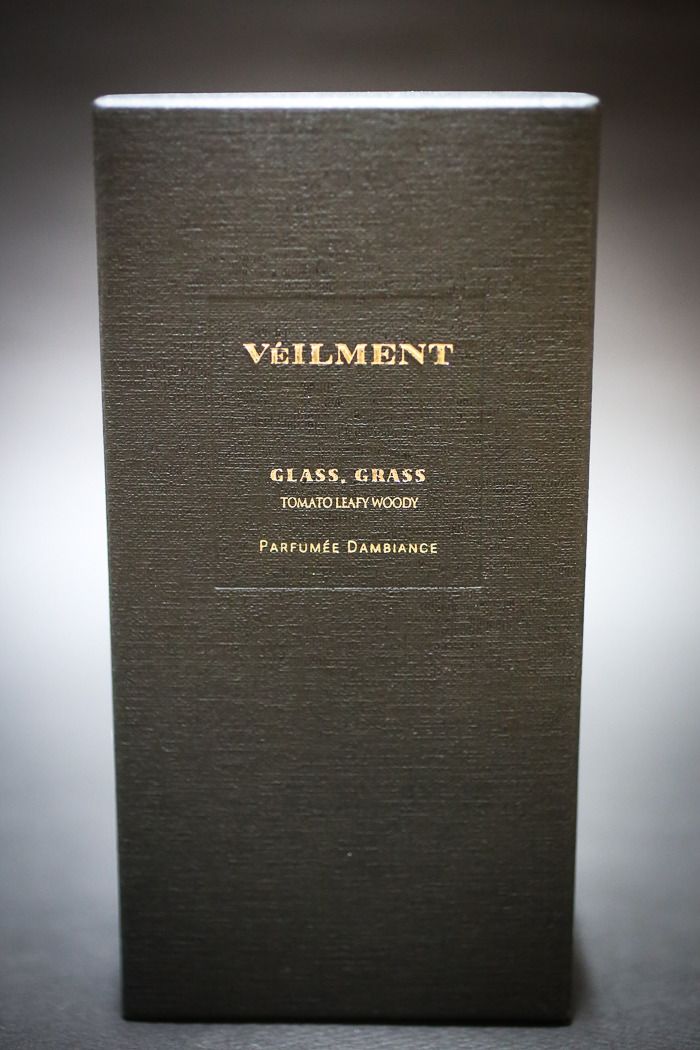 VéILMENT
GLASS, GRASS
TOMATO LEAFY WOODY
PARFUMÉE DAMBIANCE